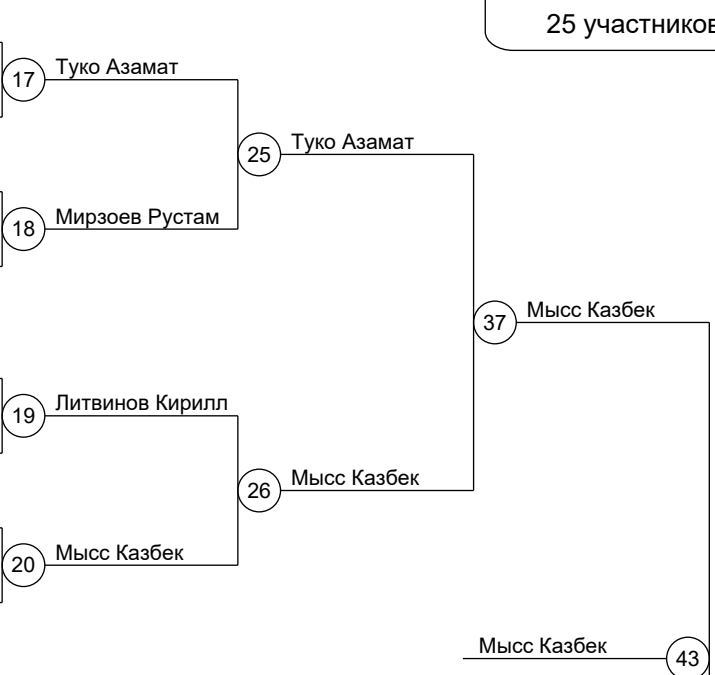 25 участников
17 Туко Азамат
25 Туко Азамат
18 Мирзоев Рустам
37 Мысс Казбек
19 Литвинов Кирилл
26 Мысс Казбек
20 Мысс Казбек
Мысс Казбек 43